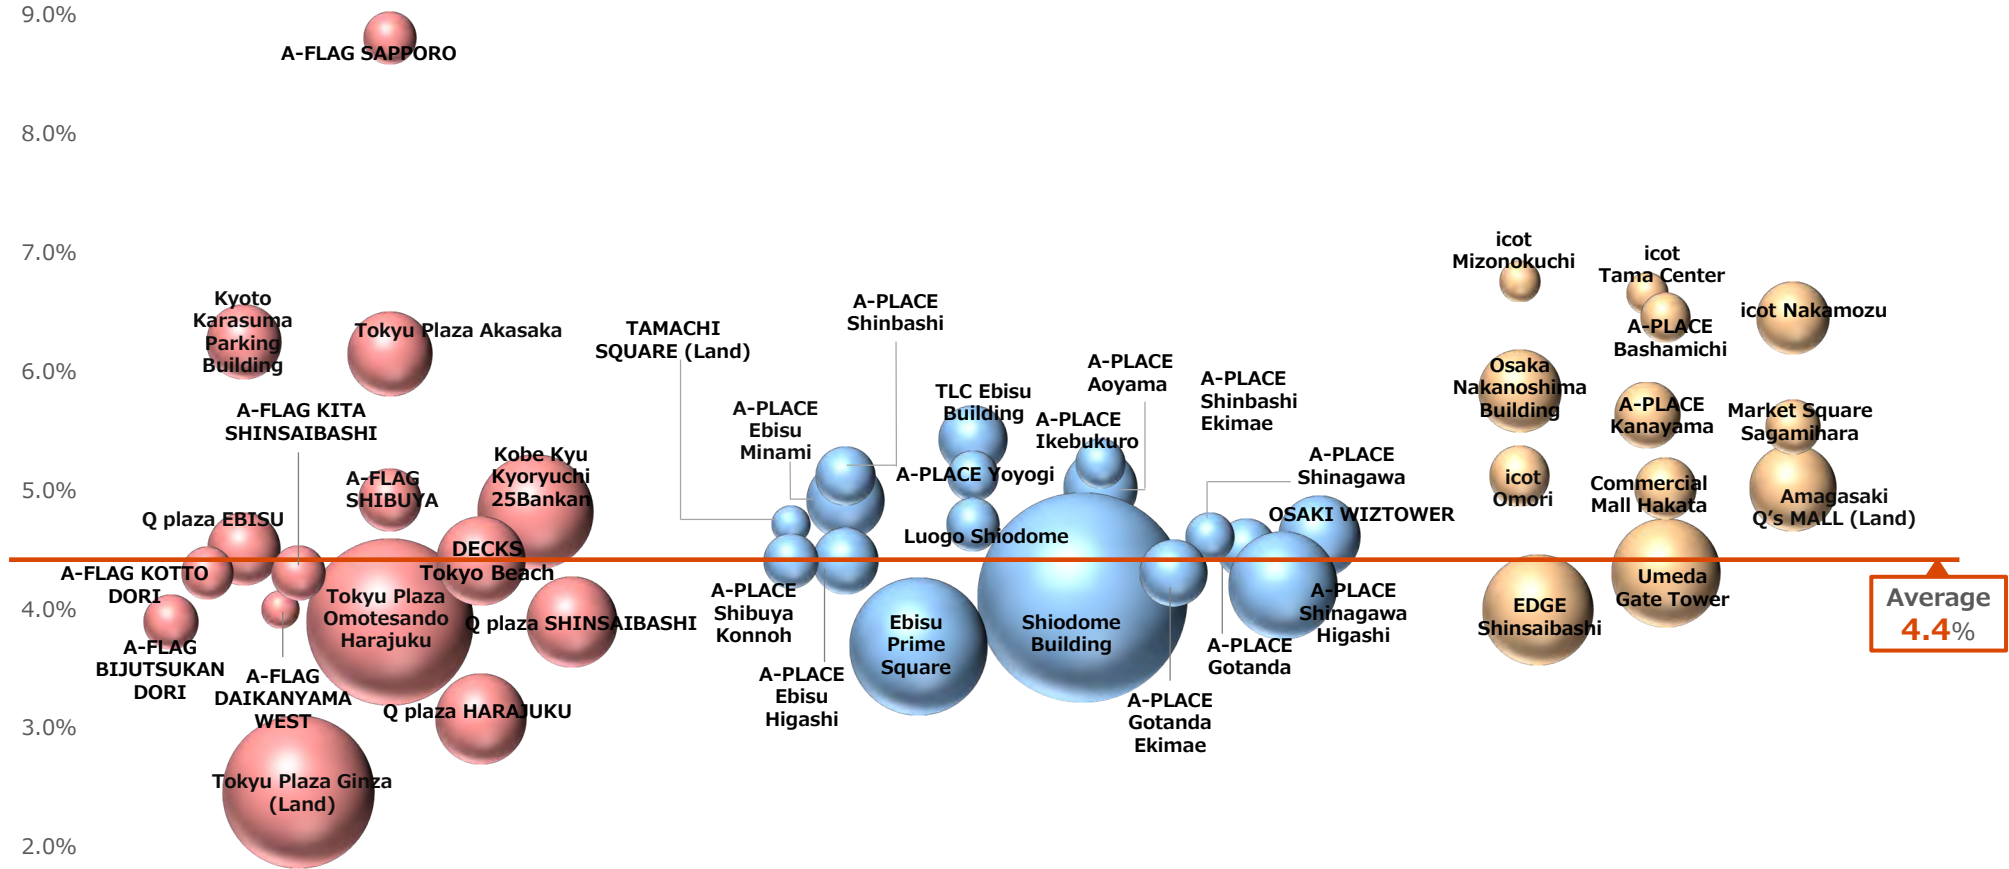 9.0%
8.0%
7.0%
6.0%
5.0%
4.0%
3.0%
2.0%
A-FLAG SAPPORO
Kyoto
Karasuma
Parking
Building
Tokyu Plaza Akasaka
A-FLAG KITA
SHINSAIBASHI
A-FLAG
SHIBUYA
Kobe Kyu
Kyoryuchi
25Bankan
Q plaza EBISU
DECKS
Tokyo Beach
A-FLAG KOTTO
DORI
Tokyu Plaza
Omotesando
Harajuku
Q plaza SHINSAIBASHI
A-FLAG
BIJUTSUKAN
DORI
A-FLAG
DAIKANYAMA
WEST
Q plaza HARAJUKU
Tokyu Plaza Ginza
(Land)
TAMACHI
SQUARE (Land)
A-PLACE
Shinbashi
A-PLACE
Ebisu
Minami
TLC Ebisu
Building
A-PLACE
Aoyama
A-PLACE
Ikebukuro
A-PLACE
Shinbashi
Ekimae
A-PLACE Yoyogi
A-PLACE
Shinagawa
OSAKI WIZTOWER
Luogo Shiodome
A-PLACE
Shibuya
Konnoh
Ebisu
Prime
Square
Shiodome
Building
A-PLACE
Shinagawa
Higashi
A-PLACE
Gotanda
A-PLACE
Ebisu
Higashi
A-PLACE
Gotanda
Ekimae
icot
Mizonokuchi
icot
Tama Center
icot Nakamozu
A-PLACE
Bashamichi
Osaka
Nakanoshima
Building
A-PLACE
Kanayama
Market Square
Sagamihara
icot
Omori
Commercial
Mall Hakata
Amagasaki
Q's MALL (Land)
Umeda
Gate Tower
EDGE
Shinsaibashi
Average
4.4%